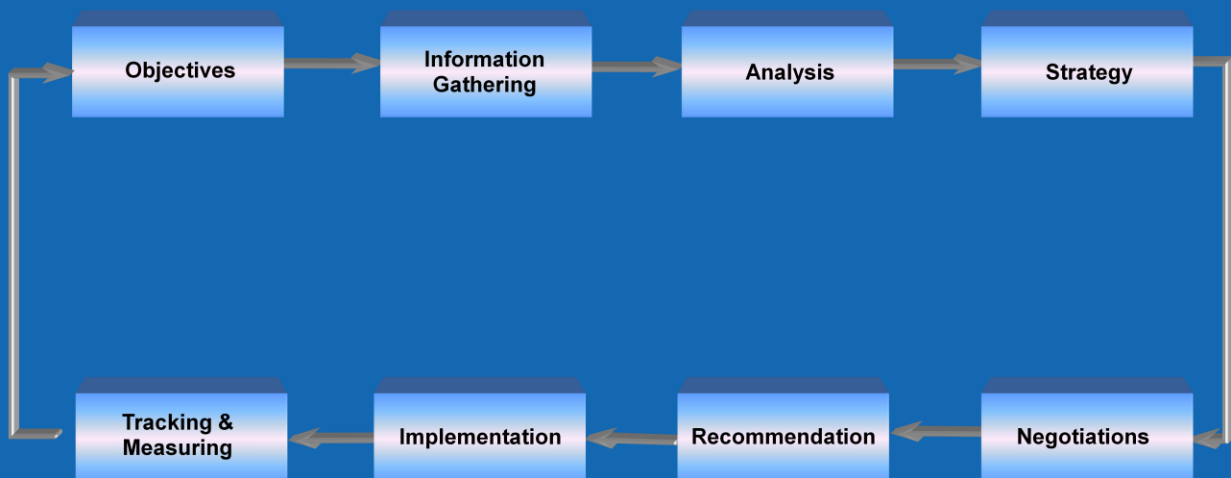 Objectives
Information
Gathering
Analysis
Strategy
Tracking &
Measuring
Implementation
Recommendation
Negotiations